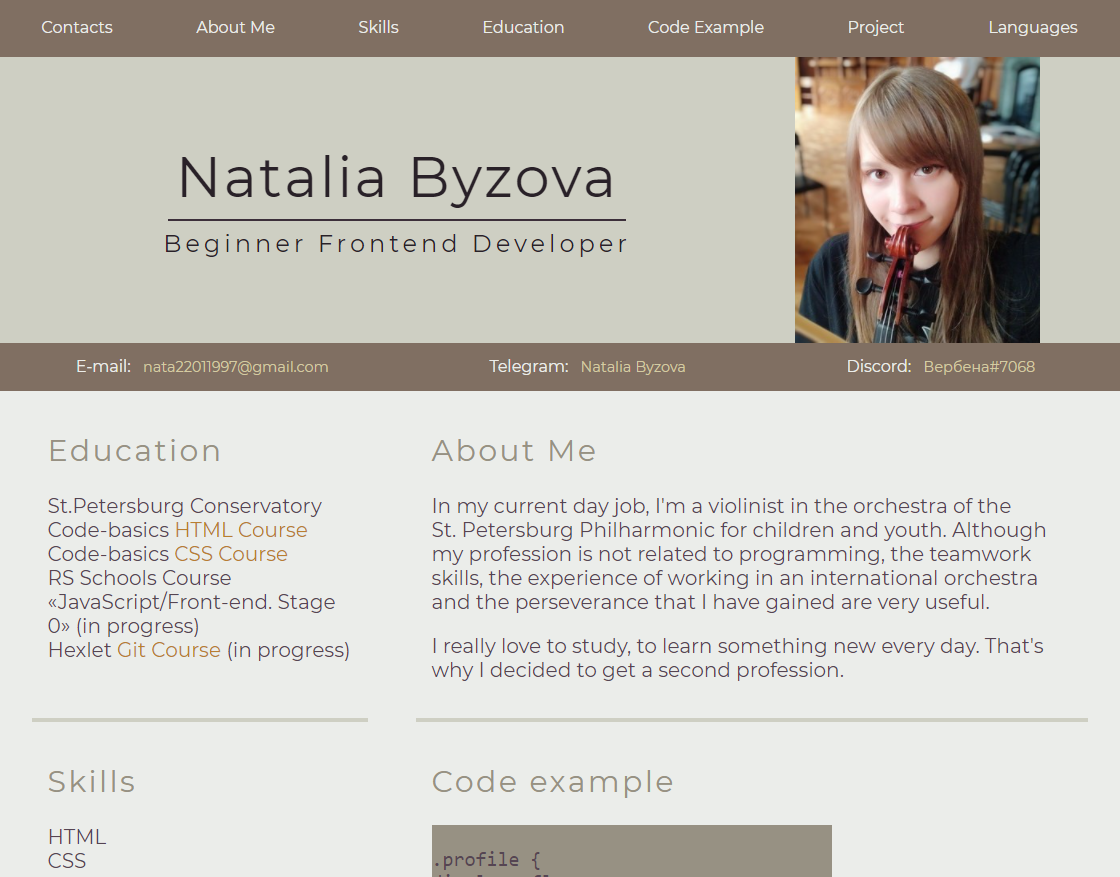 Contacts About Me Skills Education Code Example Project Languages
Natalia Byzova
Beginner Frontend Developer
E-mail: nata22011997@gmail.com Telegram: Natalia Byzova Discord: Вербена#7068
Education
St.Petersburg Conservatory
Code-basics HTML Course
Code-basics CSS Course
RS Schools Course
«JavaScript/Front-end. Stage
0» (in progress)
Hexlet Git Course (in progress)
About Me
In my current day job, I'm a violinist in the orchestra of the
St. Petersburg Philharmonic for children and youth. Although
my profession is not related to programming, the teamwork
skills, the experience of working in an international orchestra
and the perseverance that I have gained are very useful.
I really love to study, to learn something new every day. That's
why I decided to get a second profession.
Skills
HTML
CSS
Code example
.profile {